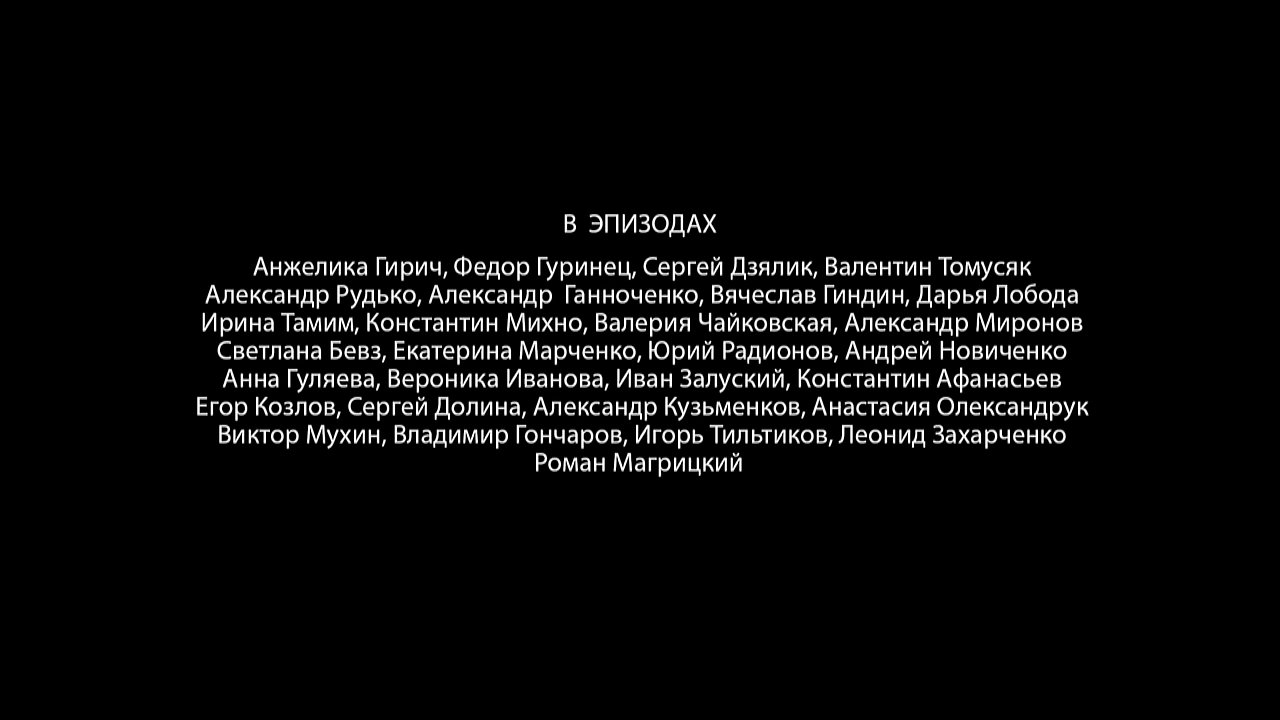 В ЭПИЗОДАХ
Анжелика Гирич, Федор Гуринец, Сергей Дзялик, Валентин Томусяк
Александр Рудько, Александр Ганноченко, Вячеслав Гиндин, Дарья Лобода
Ирина Тамим, Константин Михно, Валерия Чайковская, Александр Миронов
Светлана Бевз, Екатерина Марченко, Юрий Радионов, Андрей Новиченко
Анна Гуляева, Вероника Иванова, Иван Залуский, Константин Афанасьев
Егор Козлов, Сергей Долина, Александр Кузьменков, Анастасия Олександрук
Виктор Мухин, Владимир Гончаров, Игорь Тильтиков, Леонид Захарченко
Роман Магрицкий